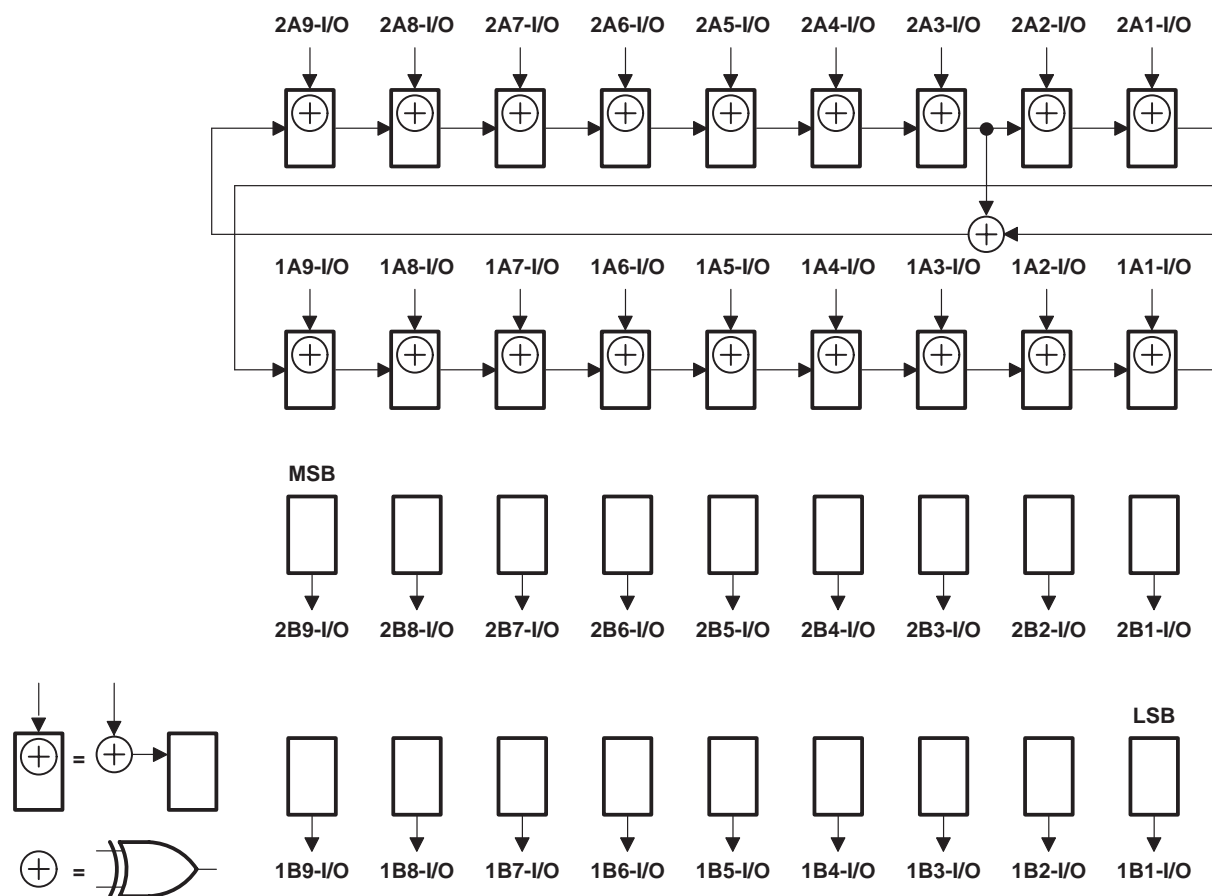 2A9-I/O 2A8-I/O 2A7-I/O 2A6-I/O 2A5-I/O 2A4-I/O 2A3-I/O 2A2-I/O 2A1-I/O
1A9-I/O 1A8-I/O 1A7-I/O 1A6-I/O 1A5-I/O 1A4-I/O 1A3-I/O 1A2-I/O 1A1-I/O
MSB
2B9-I/O 2B8-I/O 2B7-I/O 2B6-I/O 2B5-I/O 2B4-I/O 2B3-I/O 2B2-I/O 2B1-I/O
LSB
=
=
1B9-I/O 1B8-I/O 1B7-I/O 1B6-I/O 1B5-I/O 1B4-I/O 1B3-I/O 1B2-I/O 1B1-I/O